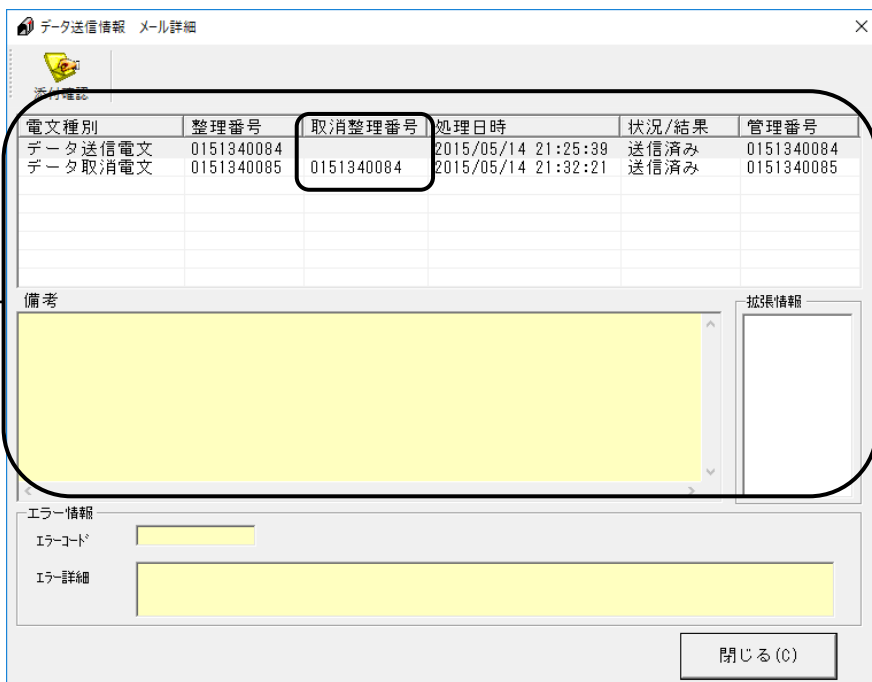 データ送信情報　メール詳細
添付確認
電文種別 整理番号 取消整理番号 処理日時 状況/結果 管理番号
データ送信電文 0151340084 2015/05/14 21:25:39 送信済み 0151340084
データ取消電文 0151340085 0151340084 2015/05/14 21:32:21 送信済み 0151340085
備考 拡張情報
エラー情報
エラーコード
エラー詳細
閉じる(C)